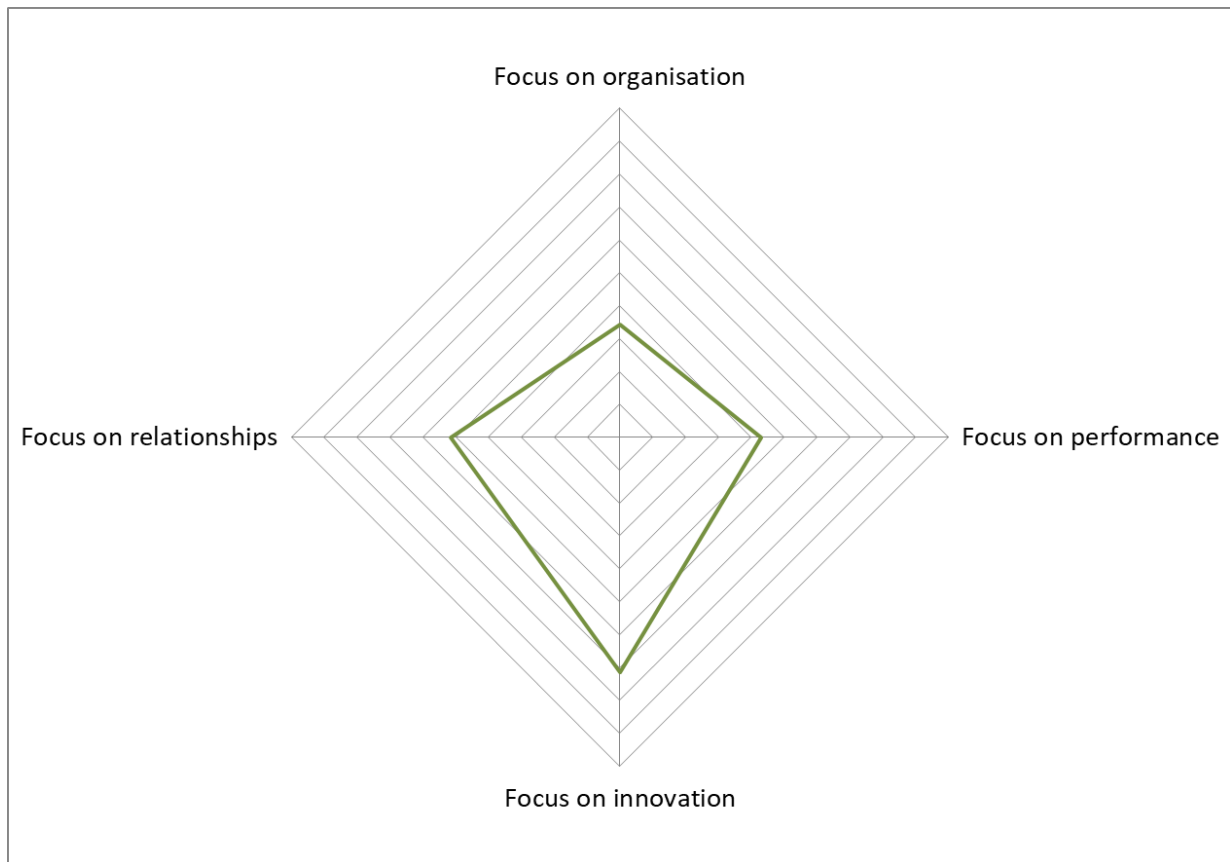 Focus on organisation
Focus on relationships
Focus on performance
Focus on innovation